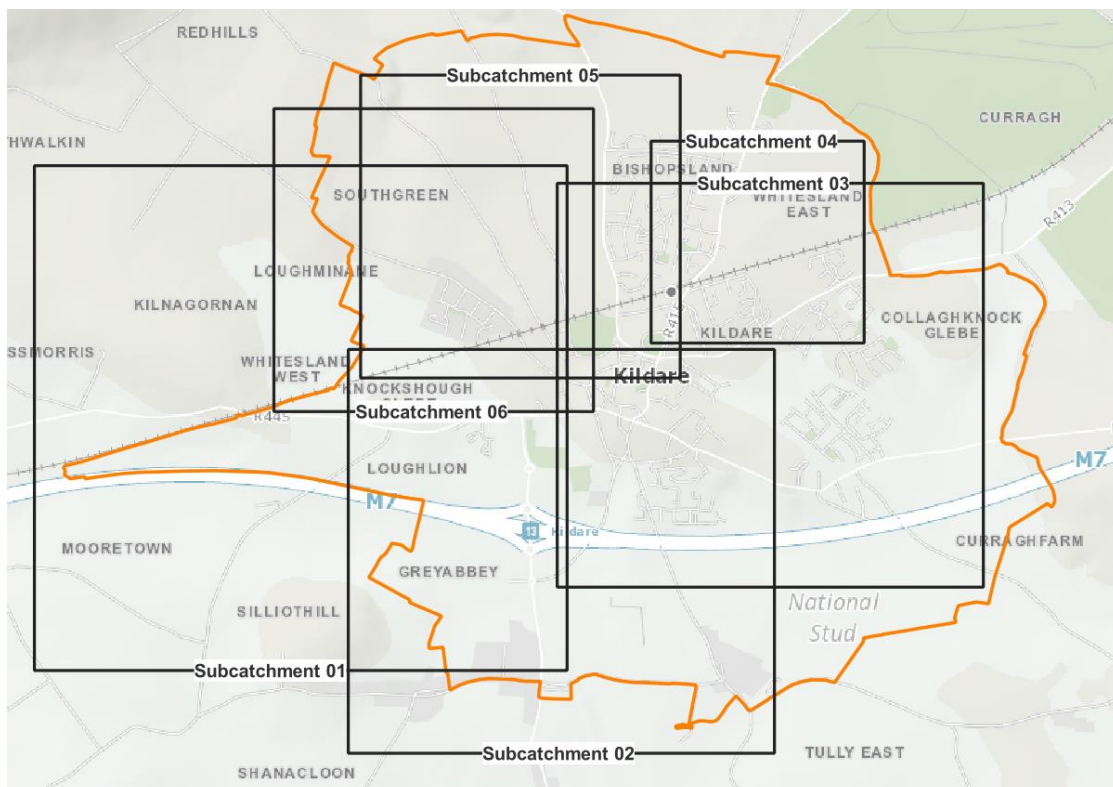 REDHILLS
Subcatchment 05
CURRAGH
THWALKIN
Subcatchment 04
BISHOPSLAND
Subcatchment 03
SOUTHGREEN
WHITESLAND
EAST
R413
LOUGHMINANE
KILNAGORNAN
COLLAGHKNOCK
GLEBE
R415
KILDARE
SSMORRIS
WHITESLAND
WEST
Kildare
KNOCKSHOUGH
GLEBE
Subcatchment 06
R445
LOUGHLION
M7
M7
13
Kildare
MOORETOWN
CURRAGHFARM
GREYABBEY
National
Stud
SILLIOTHILL
Subcatchment 01
Subcatchment 02
TULLY EAST
SHANACLOON